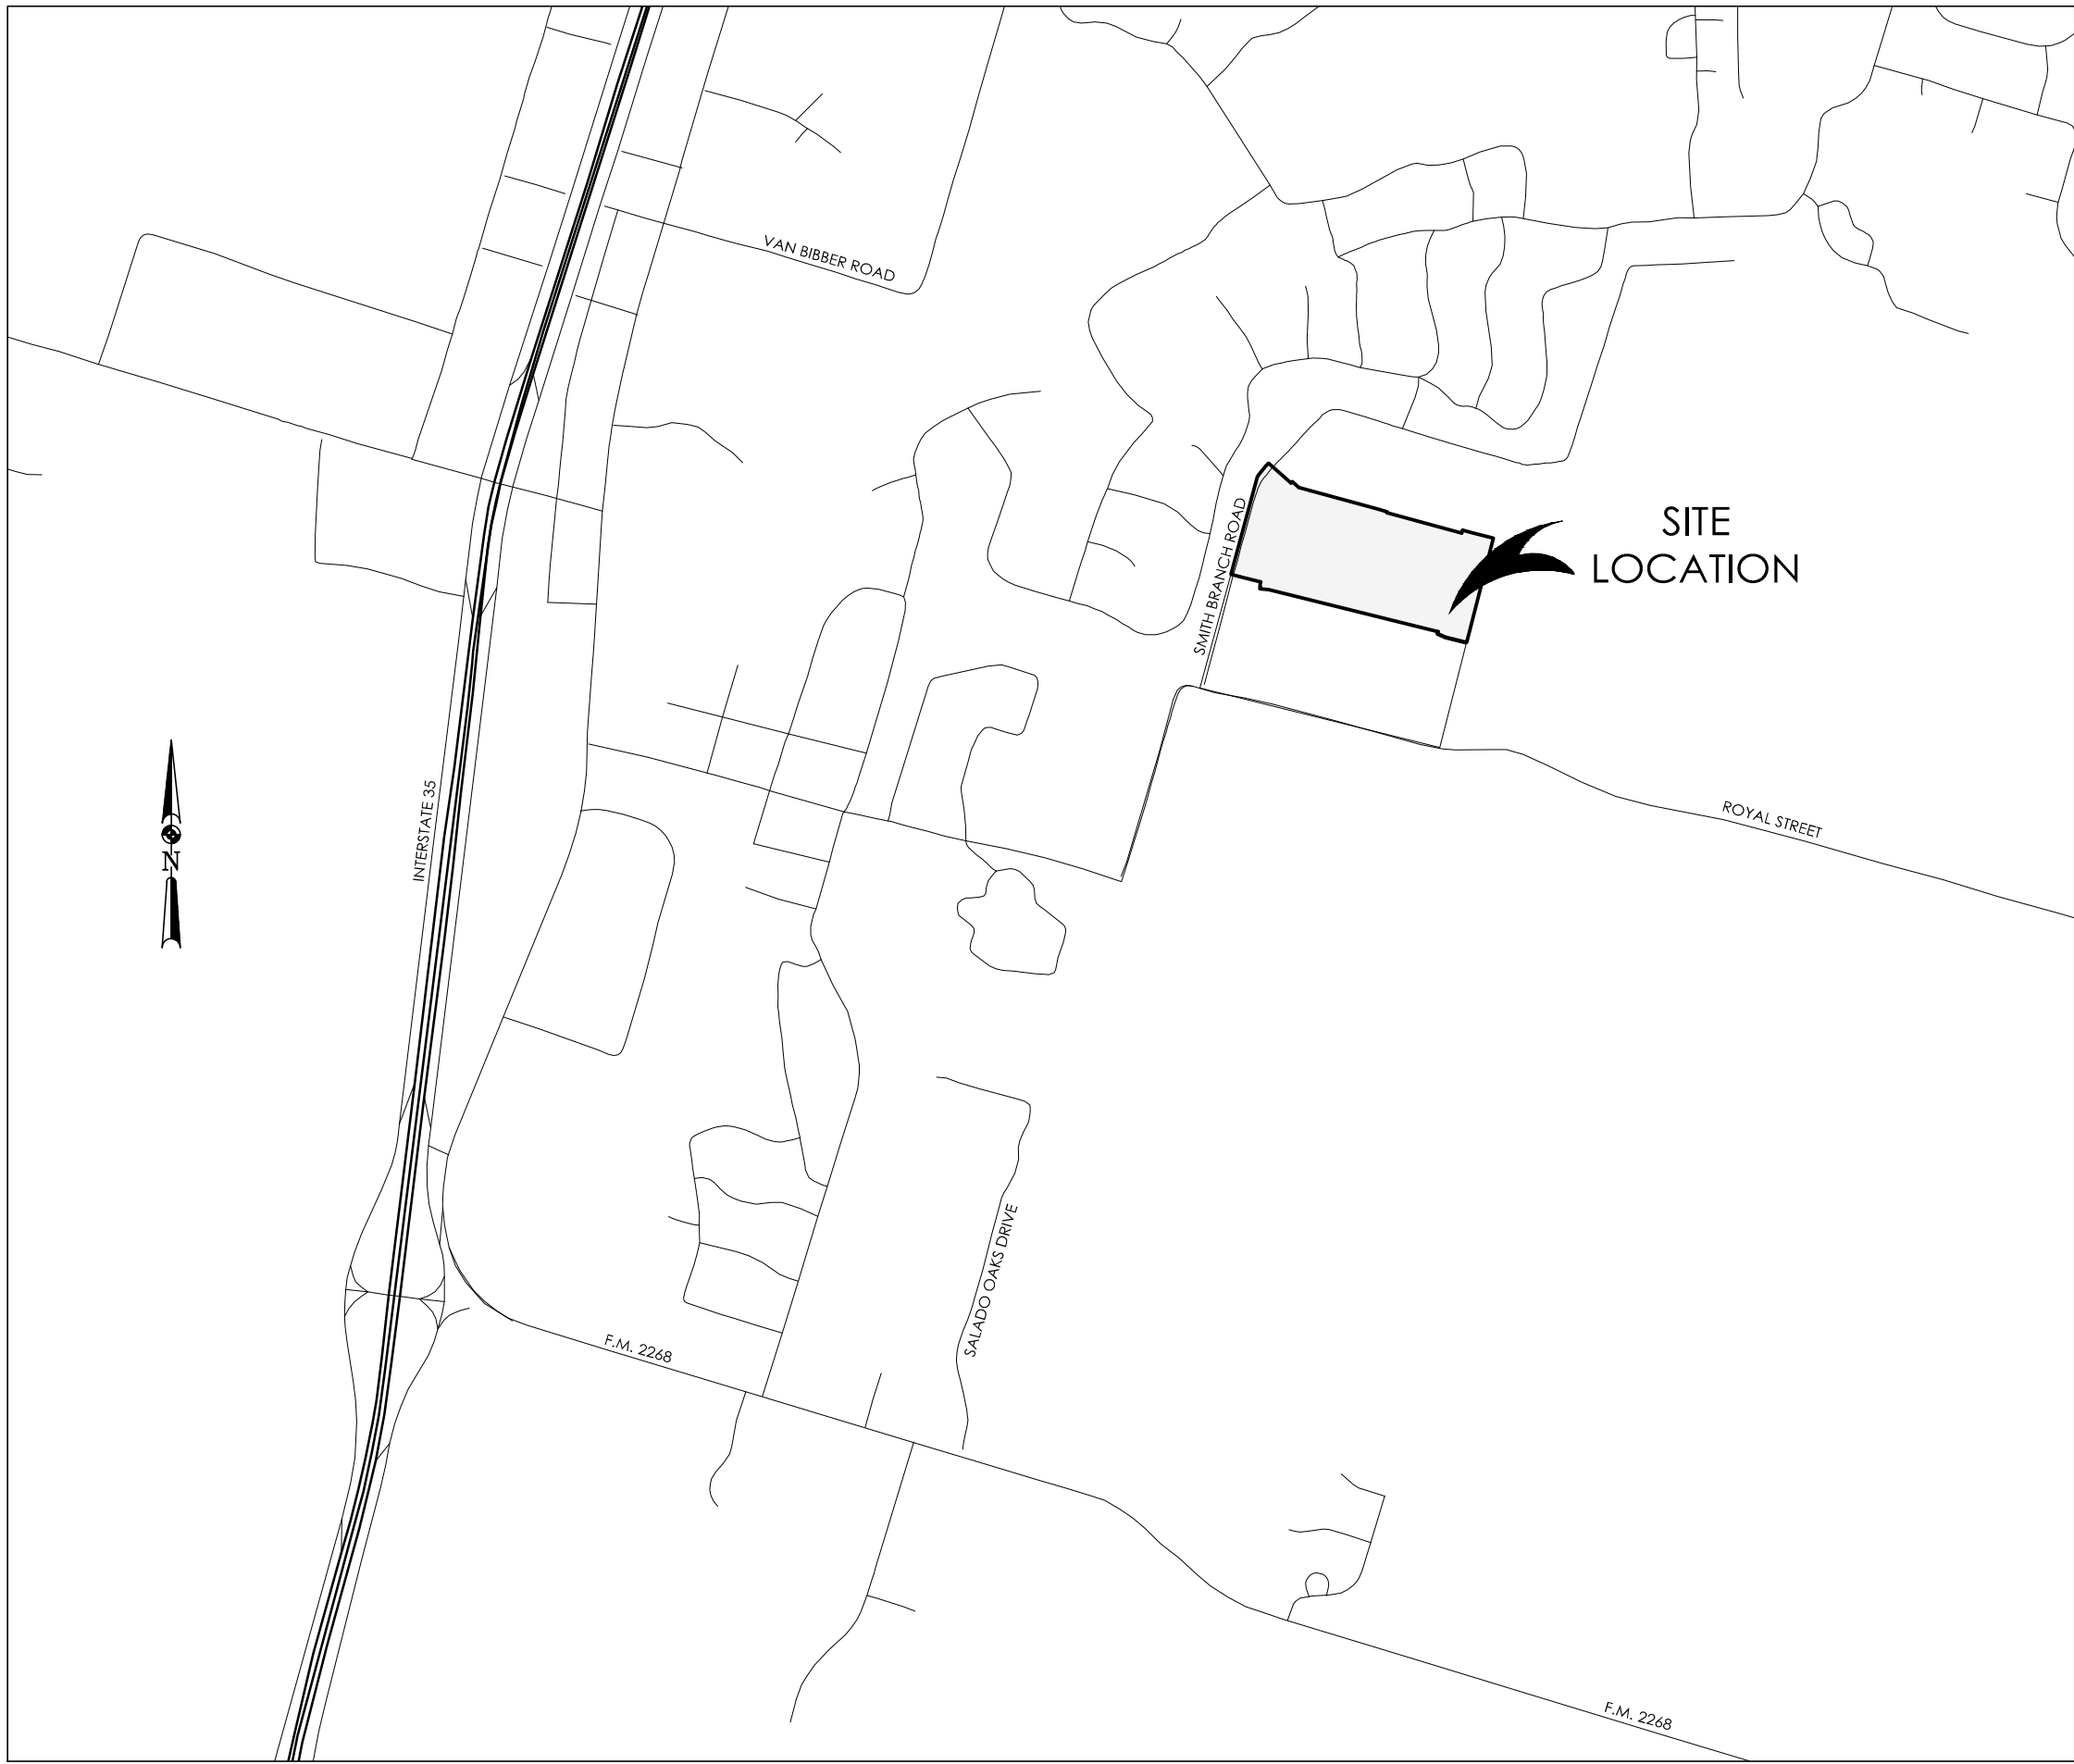 VAN BIBBER ROAD
SITE
LOCATION
SMITH BRANCH ROAD
INTERSTATE 35
N
ROYAL STREET
SALADO OAKS DRIVE
F.M. 2268
F.M. 2268